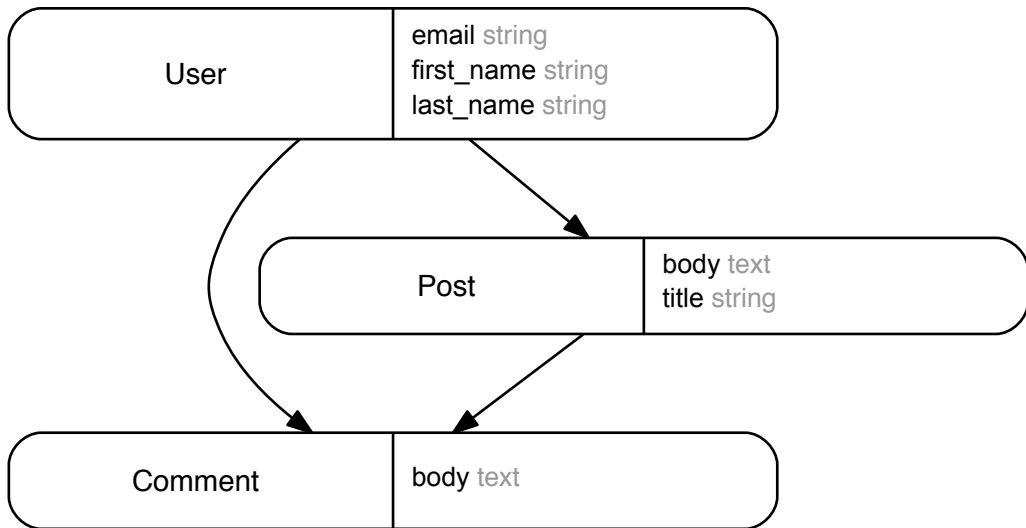 User
email string
first_name string
last_name string
Post
body text
title string
Comment
body text